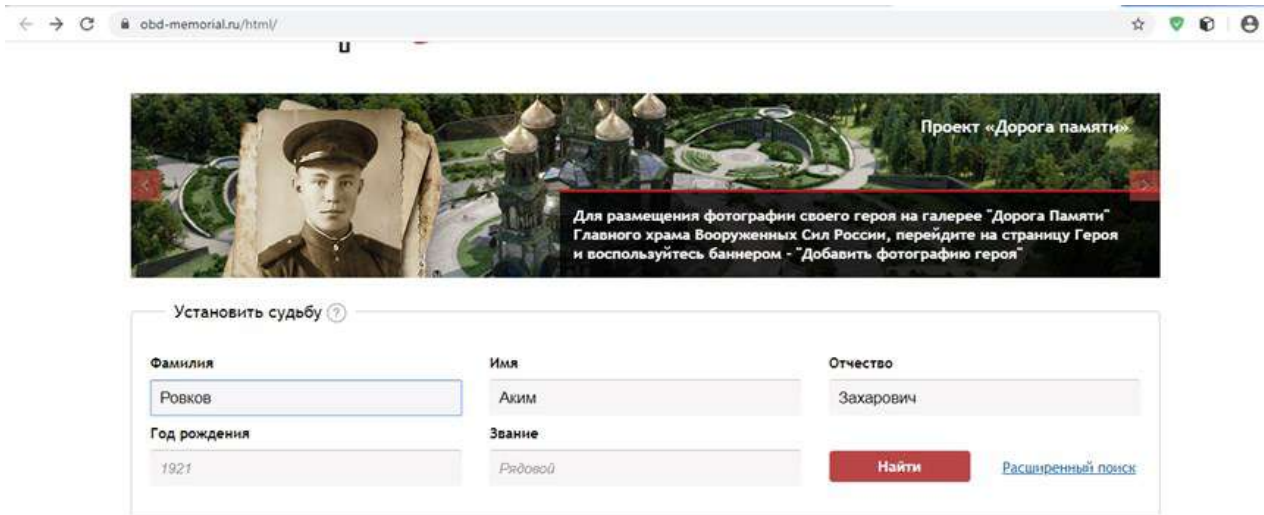 obd-memorial.ru/html/
Проект «Дорога памяти»
Для размещения фотографии своего героя на галерее "Дорога Памяти"
Главного храма Вооруженных Сил России, перейдите на страницу Героя
и воспользуйтесь баннером - "Добавить фотографию героя"
Установить судьбу ?
Фамилия Имя Отчество
Ровков Аким Захарович
Год рождения Звание
1921 Рядовой Найти Расширенный поиск